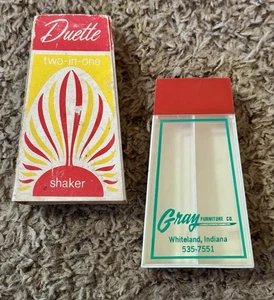 Duette
two-in-one
shaker
Gray FURNITURE CO.
Whiteland, Indiana
535-7551